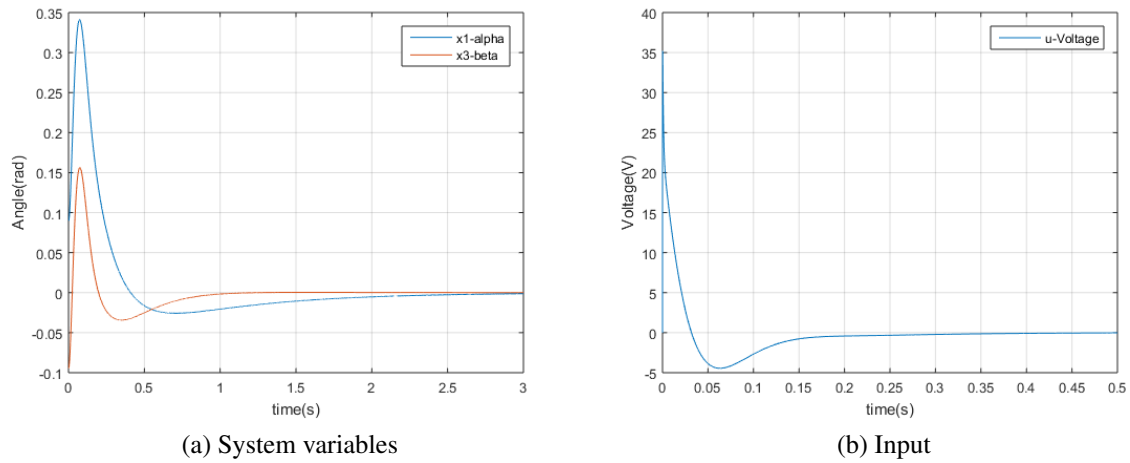 0.35
0.3
0.25
0.2
0.15
0.1
0.05
0
-0.05
-0.1
Angle(rad)
x1-alpha
x3-beta
0 0.5 1 1.5 2 2.5 3
time(s)
(a) System variables
40
35
30
25
20
15
10
5
0
-5
Voltage(V)
u-Voltage
0 0.05 0.1 0.15 0.2 0.25 0.3 0.35 0.4 0.45 0.5
time(s)
(b) Input